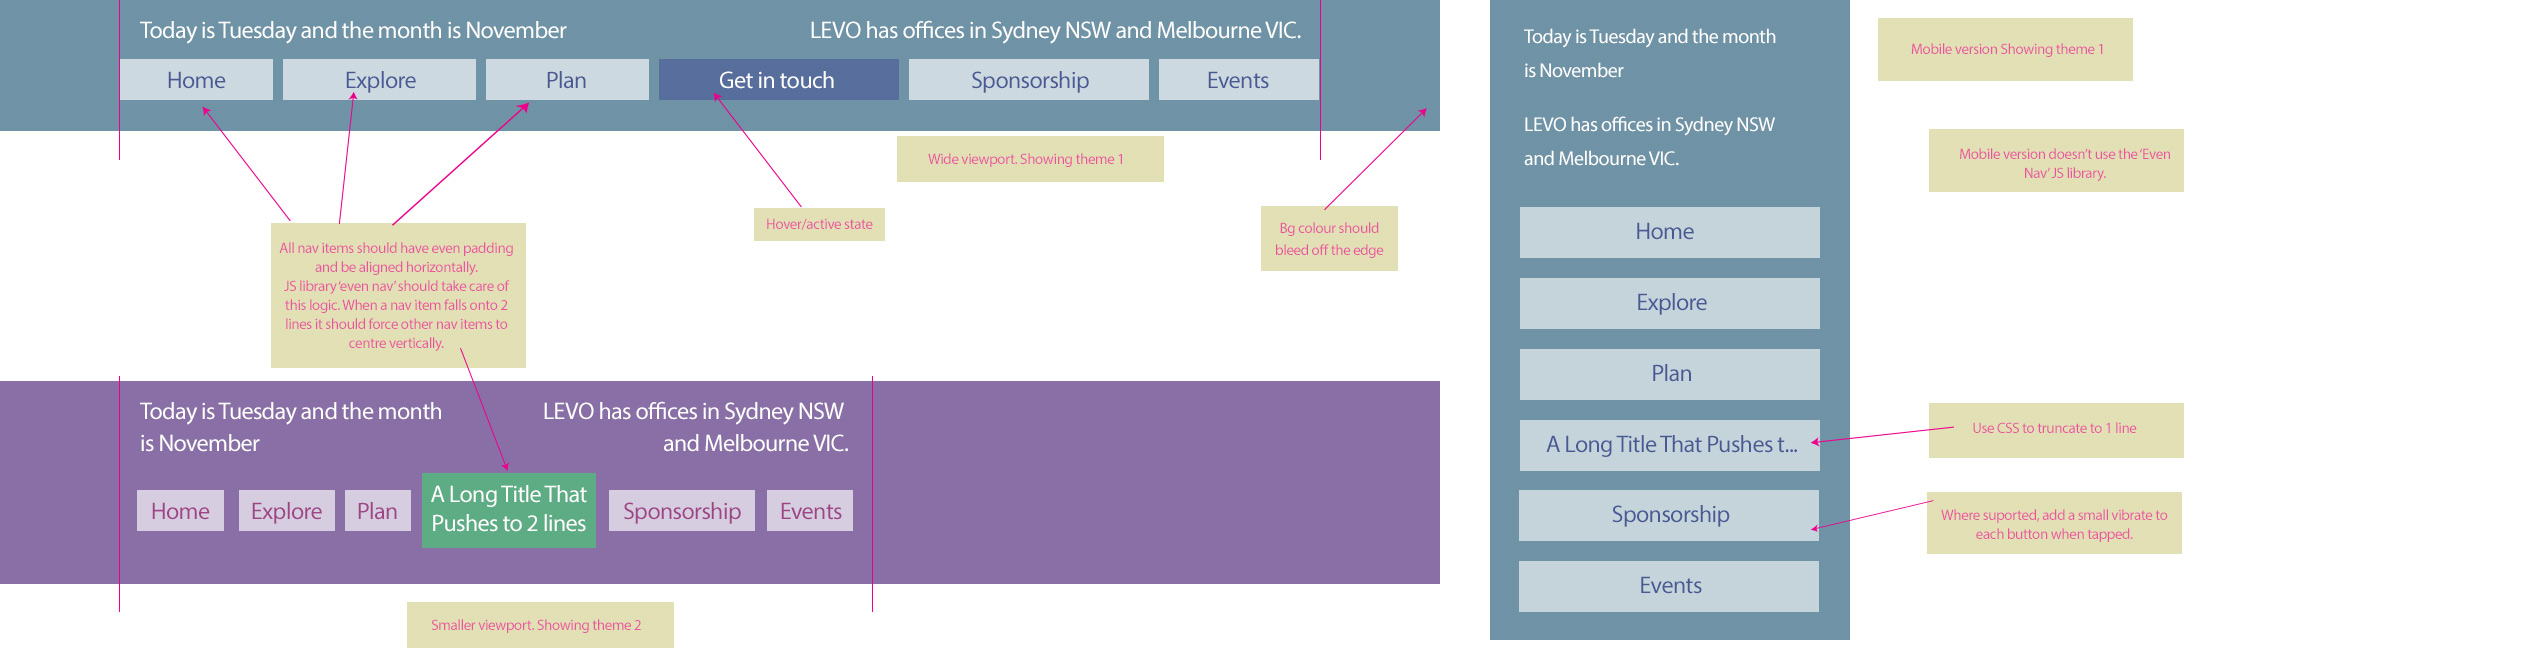 Today is Tuesday and the month is November
LEVO has offices in Sydney NSW and Melbourne VIC.
Home
Explore
Plan
Get in touch
Sponsorship
Events
Wide viewport. Showing theme 1
Hover/active state
Bg colour should
bleed off the edge
All nav items should have even padding
and be aligned horizontally.
JS library ‘even nav’ should take care of
this logic. When a nav item falls onto 2
lines it should force other nav items to
centre vertically.
Today is Tuesday and the month
is November
LEVO has offices in Sydney NSW
and Melbourne VIC.
Home
Explore
Plan
A Long Title That
Pushes to 2 lines
Sponsorship
Events
Smaller viewport. Showing theme 2
Today is Tuesday and the month
is November
LEVO has offices in Sydney NSW
and Melbourne VIC.
Home
Explore
Plan
A Long Title That Pushes t...
Sponsorship
Events
Mobile version Showing theme 1
Mobile version doesn’t use the ‘Even
Nav’ JS library.
Use CSS to truncate to 1 line
Where suported, add a small vibrate to
each button when tapped.